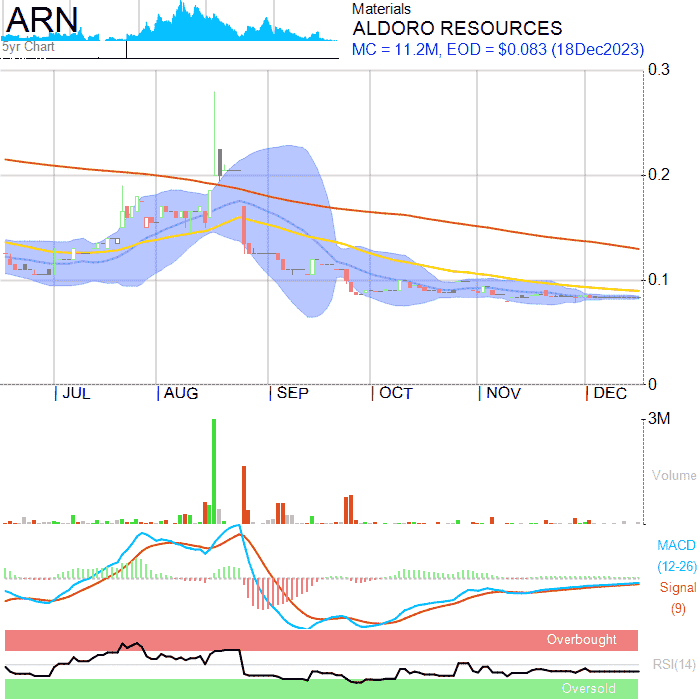 ARN
5yr Chart
Materials
ALDORO RESOURCES
MC = 11.2M, EOD = $0.083 (18Dec2023)
0.3
0.2
0.1
0
JUL AUG SEP OCT NOV DEC
3M
Volume
MACD
(12-26)
Signal
(9)
Overbought
RSI(14)
Oversold